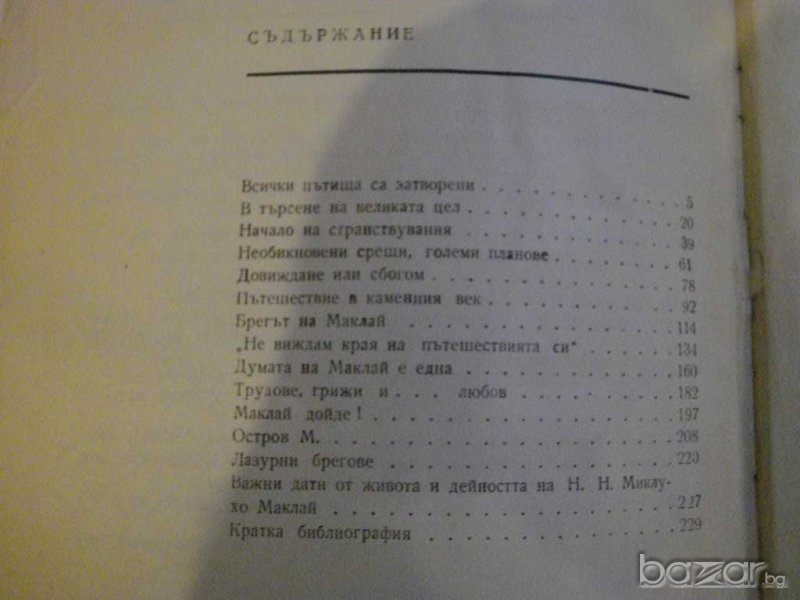 СЪДЪРЖАНИЕ
Всички пътища са затворени . . . . . . . . . . 5
В търсене на великата цел . . . . . . . . . . 20
Начало на странствувания . . . . . . . . . . 39
Необикновени срещи, големи планове . . . . . . 61
Довиждане или сбогом . . . . . . . . . . . . 78
Пътешествие в каменния век . . . . . . . . . 92
Брегът на Маклай . . . . . . . . . . . . . 114
„Не виждам края на пътешествията си“ . . . . . 134
Думата на Маклай е една . . . . . . . . . . 160
Трудове, грижи и . . . любов . . . . . . . . 182
Маклай дойде ! . . . . . . . . . . . . . . 197
Остров М. . . . . . . . . . . . . . . . . 208
Лазурни брегове . . . . . . . . . . . . . 220
Важни дати от живота и дейността на Н. Н. Миклу-
хо Маклай . . . . . . . . . . . . . . . . 227
Кратка библиография . . . . . . . . . . . . 229
bazar.bg